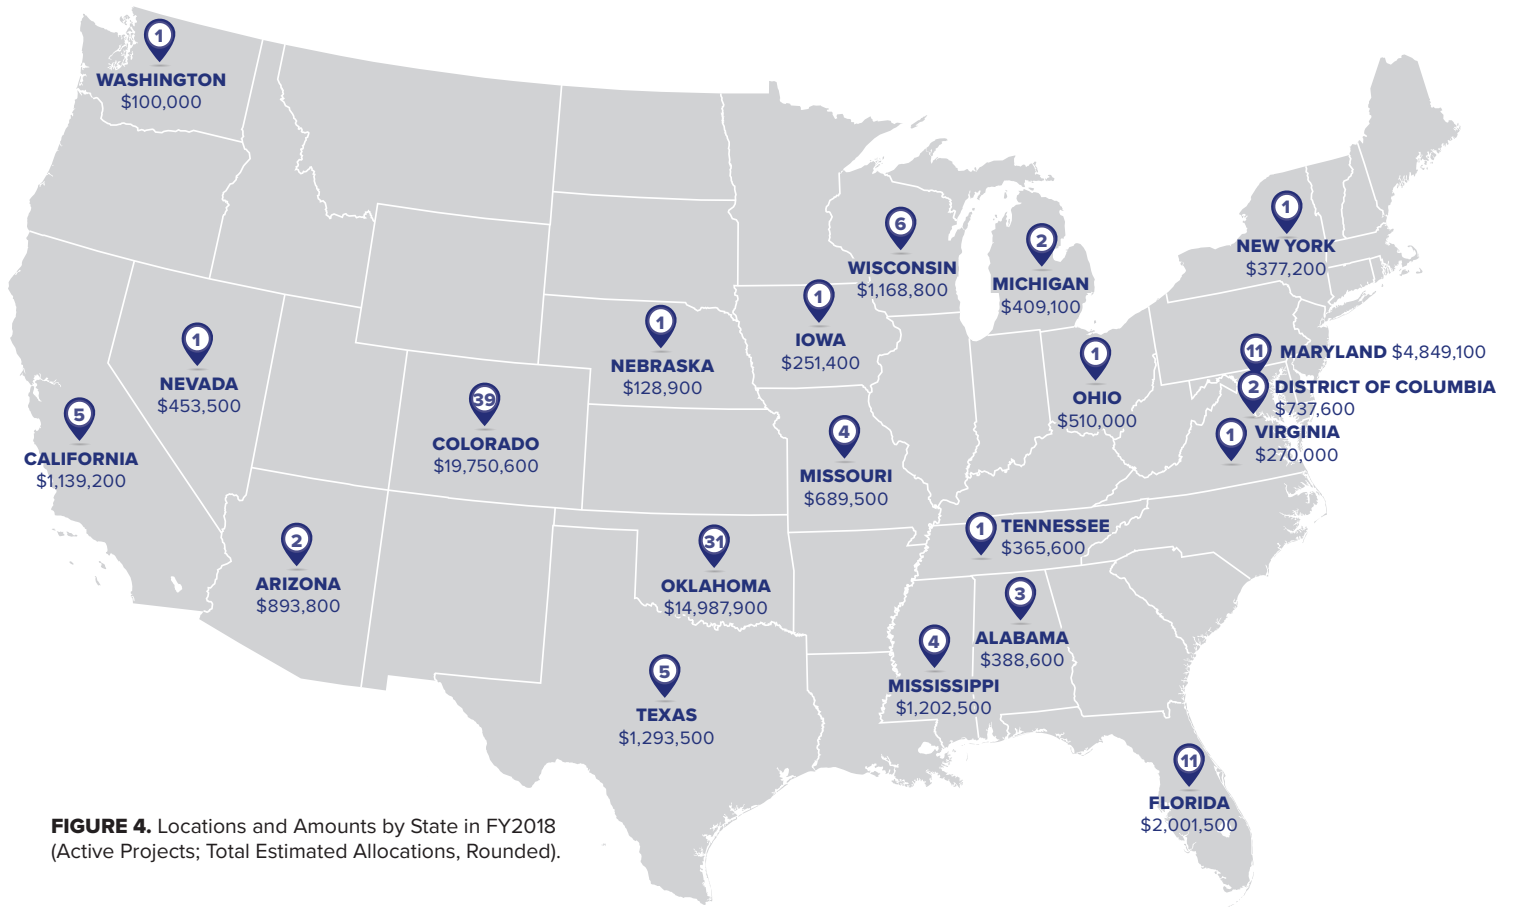 1
WASHINGTON
$100,000
1
NEW YORK
$377,200
6
WISCONSIN
$1,168,800
2
MICHIGAN
$409,100
1
IOWA
$251,400
1
NEBRASKA
$128,900
1
NEVADA
$453,500
1
OHIO
$510,000
11
MARYLAND $4,849,100
2
DISTRICT OF COLUMBIA
$737,600
1
VIRGINIA
$270,000
39
COLORADO
$19,750,600
5
CALIFORNIA
$1,139,200
4
MISSOURI
$689,500
2
ARIZONA
$893,800
31
OKLAHOMA
$14,987,900
1
TENNESSEE
$365,600
3
ALABAMA
$388,600
4
MISSISSIPPI
$1,202,500
5
TEXAS
$1,293,500
11
FLORIDA
$2,001,500
FIGURE 4. Locations and Amounts by State in FY2018
(Active Projects; Total Estimated Allocations, Rounded).